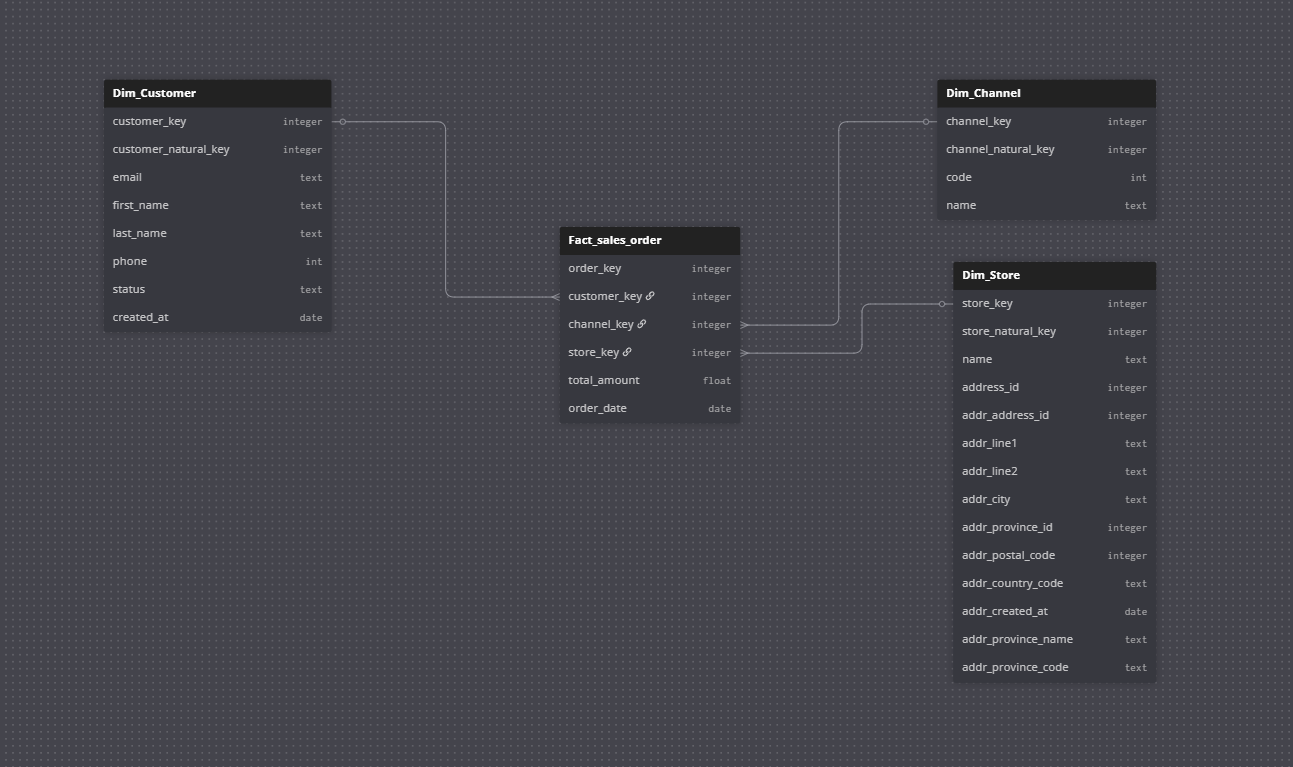 Dim_Customer
customer_key integer
customer_natural_key integer
email text
first_name text
last_name text
phone int
status text
created_at date
Fact_sales_order
order_key integer
customer_key integer
channel_key integer
store_key integer
total_amount float
order_date date
Dim_Channel
channel_key integer
channel_natural_key integer
code int
name text
Dim_Store
store_key integer
store_natural_key integer
name text
address_id integer
addr_address_id integer
addr_line1 text
addr_line2 text
addr_city text
addr_province_id integer
addr_postal_code integer
addr_country_code text
addr_created_at date
addr_province_name text
addr_province_code text